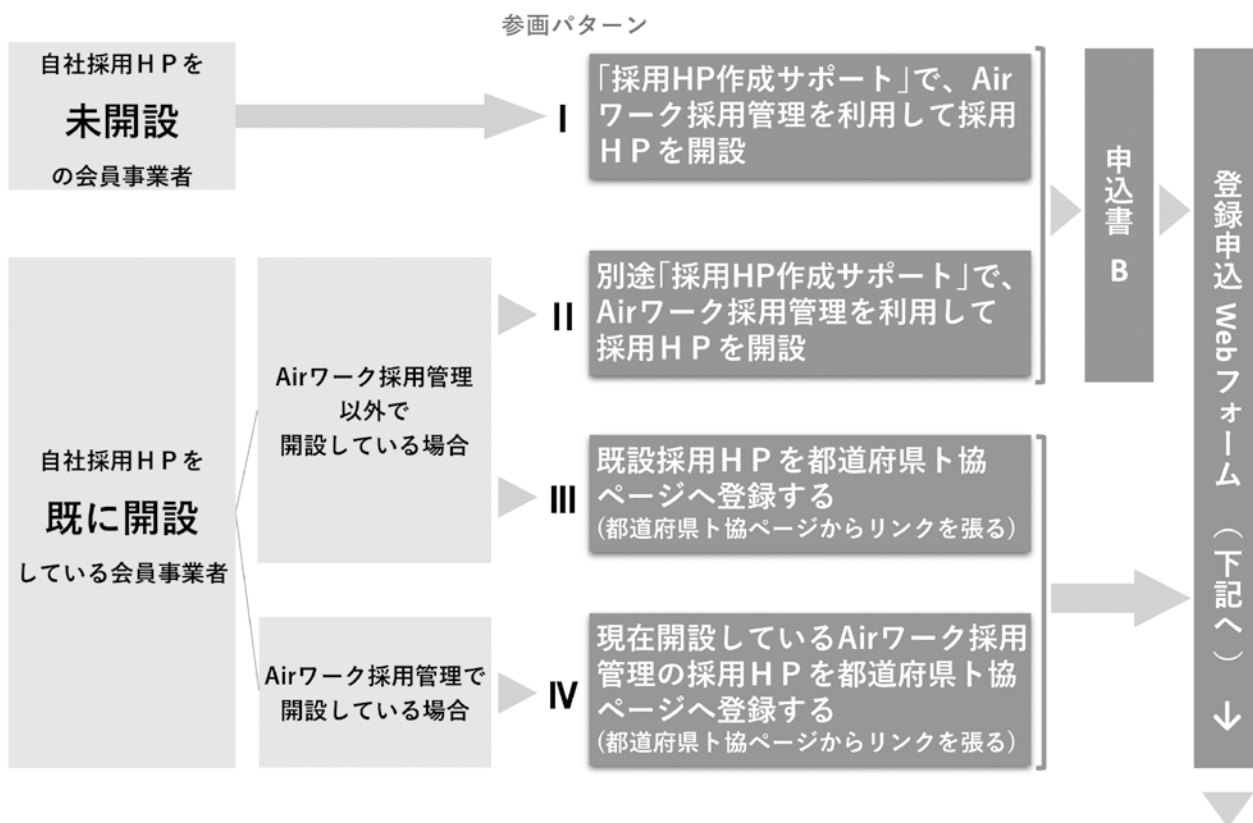 参画パターン
自社採用ＨＰを
未開設
の会員事業者
I
「採用HP作成サポート」で、Air
ワーク採用管理を利用して採用
ＨＰを開設
自社採用ＨＰを
既に開設
している会員事業者
Airワーク採用管理
以外で
開設している場合
II
別途「採用HP作成サポート」で、
Airワーク採用管理を利用して
採用ＨＰを開設
III
既設採用ＨＰを都道府県ト協
ページへ登録する
(都道府県ト協ページからリンクを張る)
Airワーク採用管理で
開設している場合
IV
現在開設しているAirワーク採用
管理の採用ＨＰを都道府県ト協
ページへ登録する
(都道府県ト協ページからリンクを張る)
申込書 B
登録申込 Webフォーム （下記へ）↓